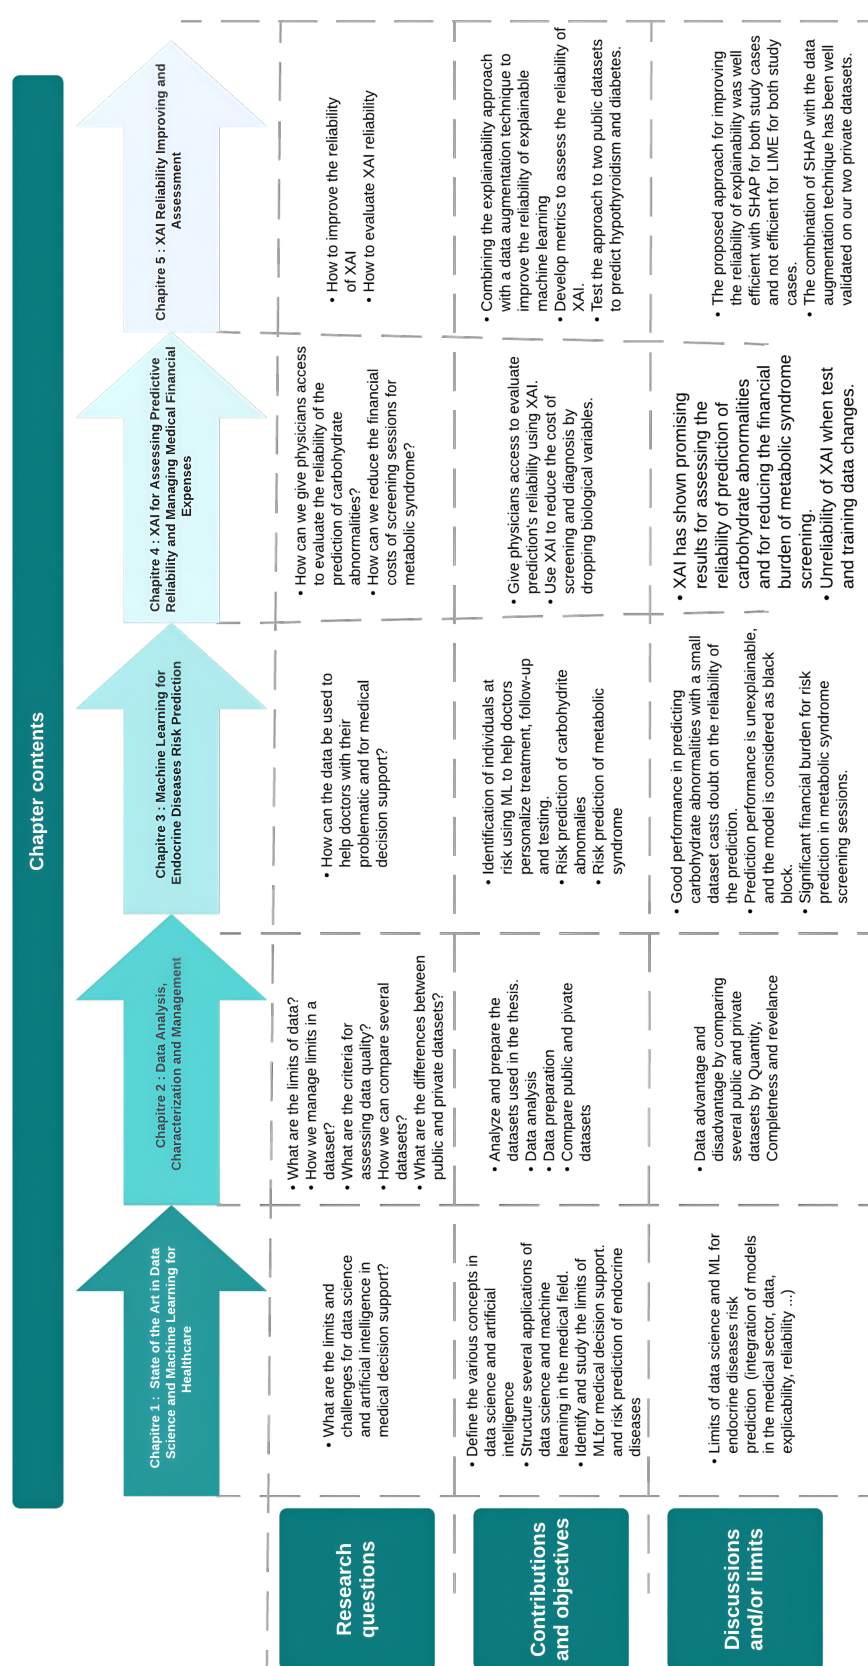 Chapter contents
Chapitre 1 : State of the Art in Data
Science and Machine Learning for
Healthcare
Chapitre 2 : Data Analysis,
Characterization and Management
Chapitre 3 : Machine Learning for
Endocrine Diseases Risk Prediction
Chapitre 4 : XAI for Assessing Predictive
Reliability and Managing Medical Financial
Expenses
Chapitre 5 : XAI Reliability Improving and
Assessment
Research
questions
• What are the limits and
challenges for data science
and artificial intelligence in
medical decision support?
• What are the limits of data?
• How we manage limits in a
dataset?
• What are the criteria for
assessing data quality?
• How we can compare several
datasets?
• What are the differences between
public and private datasets?
• How can the data be used to
help doctors with their
problematic and for medical
decision support?
• How can we give physicians access
to evaluate the reliability of the
prediction of carbohydrate
abnormalities?
• How can we reduce the financial
costs of screening sessions for
metabolic syndrome?
• How to improve the reliability
of XAI
• How to evaluate XAI reliability
Contributions
and objectives
• Define the various concepts in
data science and artificial
intelligence
• Structure several applications of
data science and machine
learning in the medical field.
• Identify and study the limits of
MLfor medical decision support.
and risk prediction of endocrine
diseases
• Analyze and prepare the
datasets used in the thesis.
• Data analysis
• Data preparation
• Compare public and pivate
datasets
• Identification of individuals at
risk using ML to help doctors
personalize treatment, follow-up
and testing.
• Risk prediction of carbohydrite
abnomalies
• Risk prediction of metabolic
syndrome
• Give physicians access to evaluate
prediction's reliability using XAI.
• Use XAI to reduce the cost of
screening and diagnosis by
dropping biological variables.
• Combining the explainability approach
with a data augmentation technique to
improve the reliability of explainable
machine learning
• Develop metrics to assess the reliability of
XAI.
• Test the approach to two public datasets
to predict hypothyroidism and diabetes.
Discussions
and/or limits
• Limits of data science and ML for
endocrine diseases risk
prediction (integration of models
in the medical sector, data,
explicability, reliability ...)
• Data advantage and
disadvantage by comparing
several public and private
datasets by Quantity,
Completness and revelance
• Good performance in predicting
carbohydrate abnormalities with a small
dataset casts doubt on the reliability of
the prediction.
• Prediction performance is unexplainable,
and the model is considered as black
block.
• Significant financial burden for risk
prediction in metabolic syndrome
screening sessions.
• XAI has shown promising
results for assessing the
reliability of prediction of
carbohydrate abnormalities
and for reducing the financial
burden of metabolic syndrome
screening.
• Unreliability of XAI when test
and training data changes.
• The proposed approach for improving
the reliability of explainability was well
efficient with SHAP for both study cases
and not efficient for LIME for both study
cases.
• The combination of SHAP with the data
augmentation technique has been well
validated on our two private datasets.